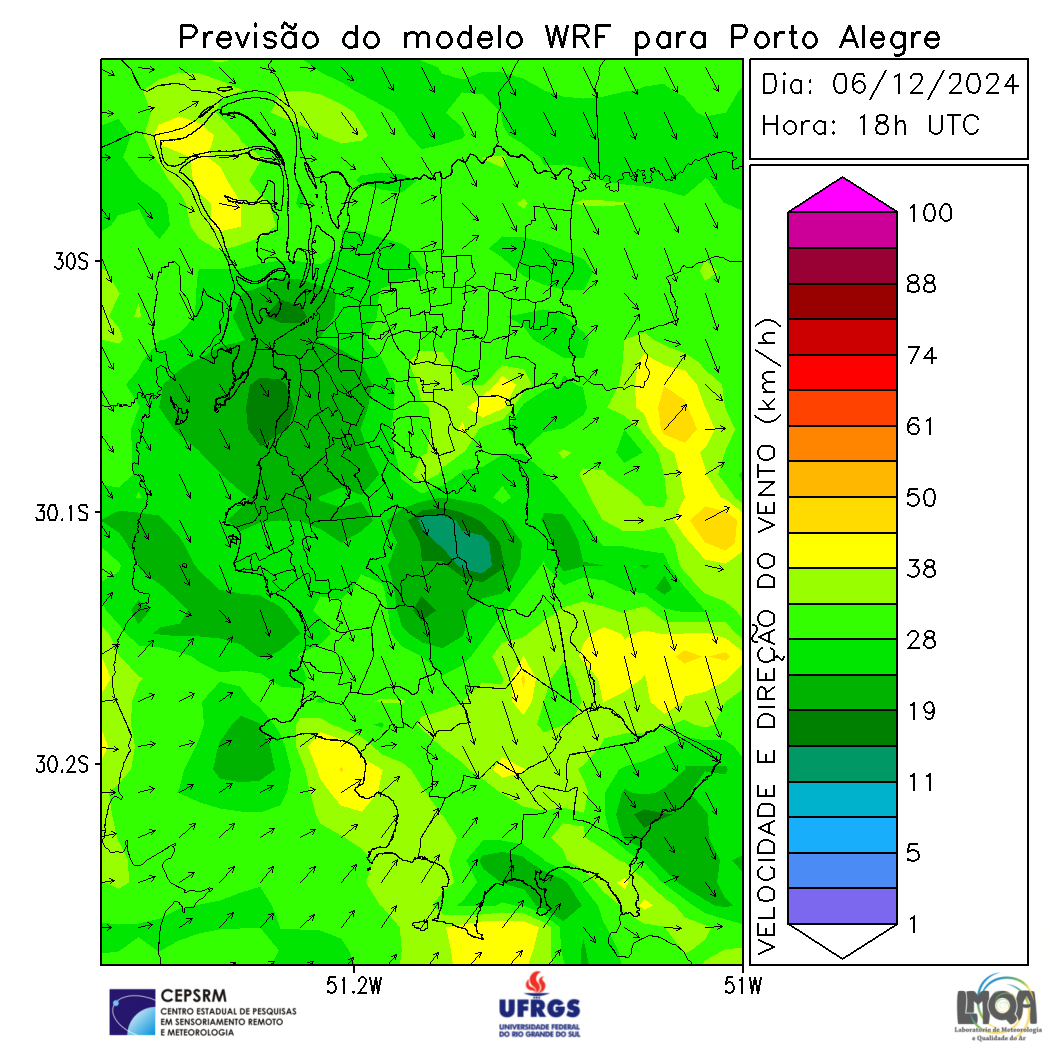 Previsão do modelo WRF para Porto Alegre
Dia: 06/12/2024
Hora: 18h UTC
30S
30.1S
30.2S
51.2W
51W
VELOCIDADE E DIREÇÃO DO VENTO (km/h)
100
88
74
61
50
38
28
19
11
5
1
CEPSRM
CENTRO ESTADUAL DE PESQUISAS
EM SENSORIAMENTO REMOTO
E METEOROLOGIA
UFRGS
UNIVERSIDADE FEDERAL
DO RIO GRANDE DO SUL
LMQA
Laboratório de Meteorologia
e Qualidade do Ar